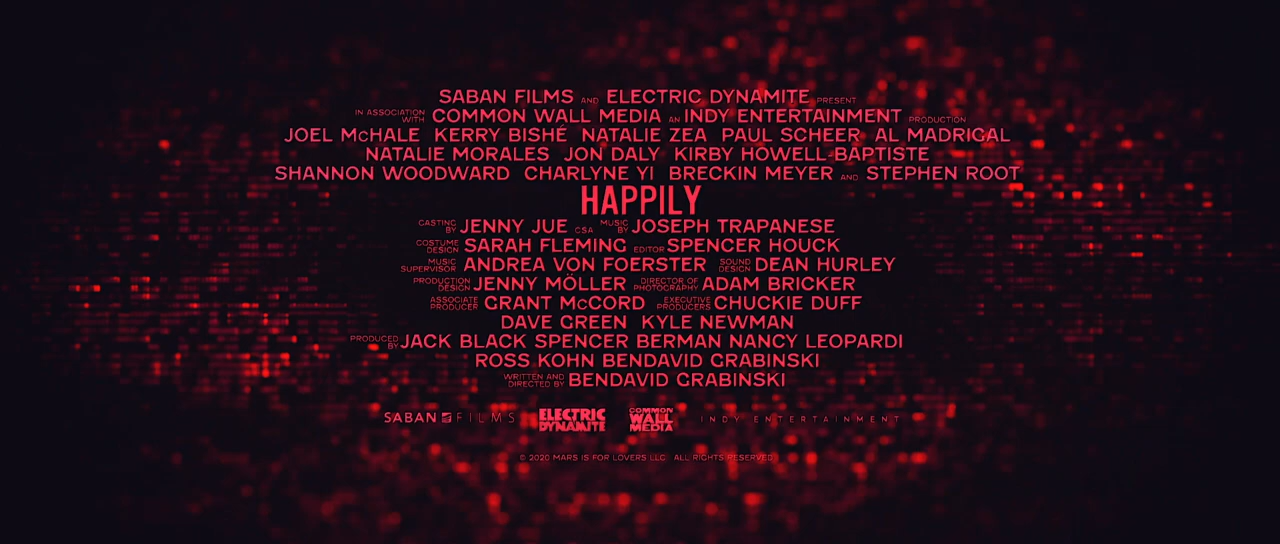 SABAN FILMS AND ELECTRIC DYNAMITE PRESENT
IN ASSOCIATION WITH COMMON WALL MEDIA AN INDY ENTERTAINMENT PRODUCTION
JOEL McHALE KERRY BISHÉ NATALIE ZEA PAUL SCHEER AL MADRIGAL
NATALIE MORALES JON DALY KIRBY HOWELL-BAPTISTE
SHANNON WOODWARD CHARLYNE YI BRECKIN MEYER AND STEPHEN ROOT
HAPPILY
CASTING BY JENNY JUE CSA MUSIC BY JOSEPH TRAPANESE
COSTUME DESIGN SARAH FLEMING EDITOR SPENCER HOUCK
MUSIC SUPERVISOR ANDREA VON FOERSTER SOUND DESIGN DEAN HURLEY
PRODUCTION DESIGN JENNY MÖLLER DIRECTOR OF PHOTOGRAPHY ADAM BRICKER
ASSOCIATE PRODUCER GRANT McCORD EXECUTIVE PRODUCERS CHUCKIE DUFF
DAVE GREEN KYLE NEWMAN
PRODUCED BY JACK BLACK SPENCER BERMAN NANCY LEOPARDI
ROSS KOHN BENDAVID GRABINSKI
WRITTEN AND DIRECTED BY BENDAVID GRABINSKI
SABAN FILMS ELECTRIC DYNAMITE COMMON WALL MEDIA INDY ENTERTAINMENT
© 2020 MARS IS FOR LOVERS LLC ALL RIGHTS RESERVED